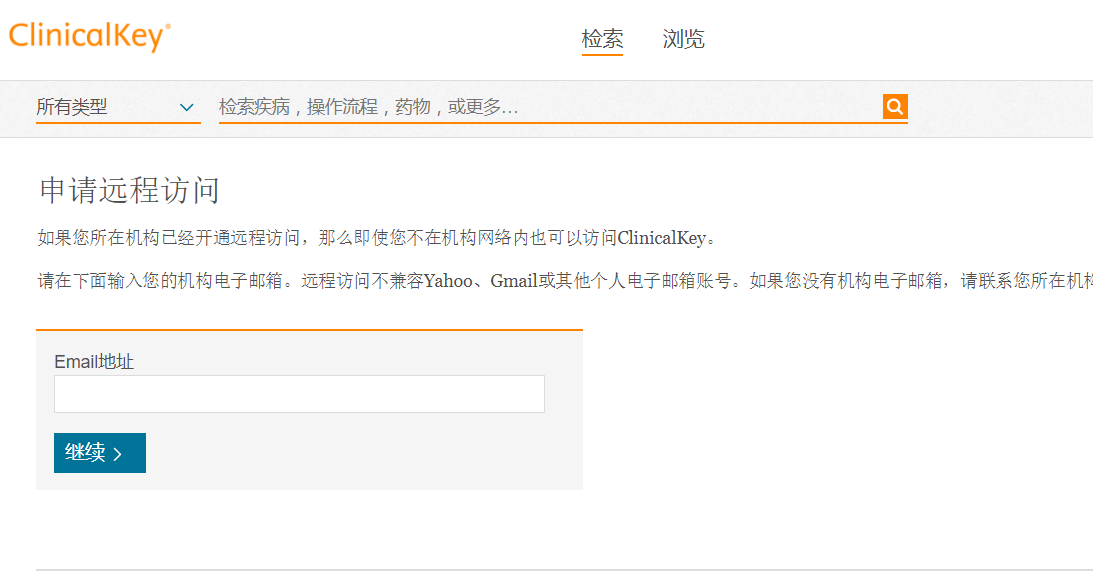 ClinicalKey®
检索 浏览
所有类型 检索疾病，操作流程，药物，或更多…
申请远程访问
如果您所在机构已经开通远程访问，那么即使您不在机构网络内也可以访问ClinicalKey。
请在下面输入您的机构电子邮箱。远程访问不兼容Yahoo、Gmail或其他个人电子邮箱账号。如果您没有机构电子邮箱，请联系您所在机
Email地址
继续